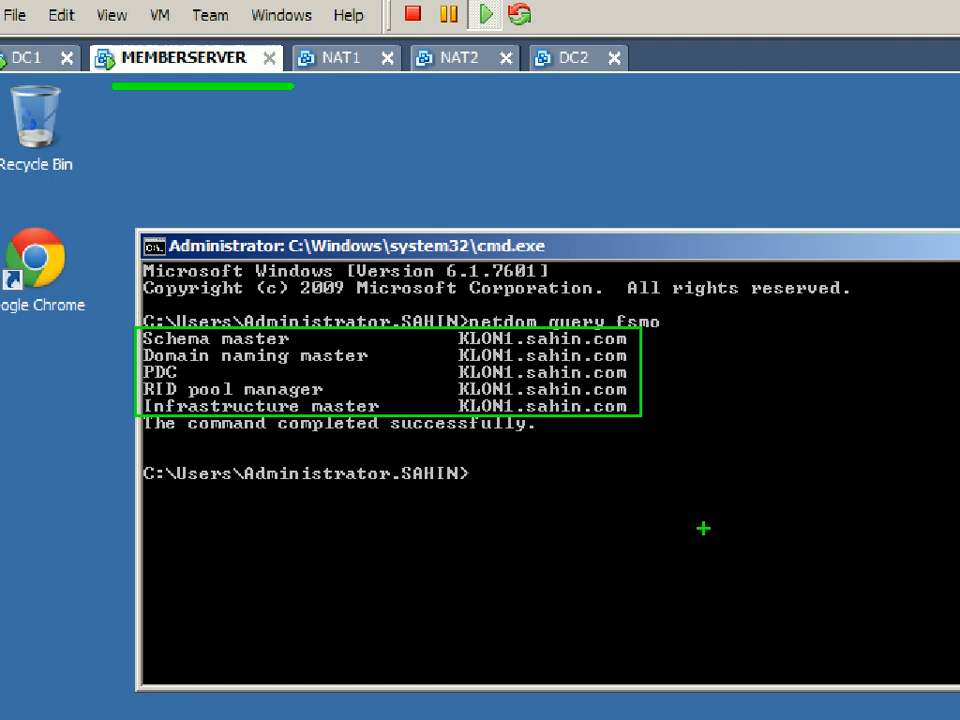 File Edit View VM Team Windows Help
DC1 MEMBERSERVER NAT1 NAT2 DC2
Recycle Bin
ogle Chrome
Administrator: C:\Windows\system32\cmd.exe
Microsoft Windows [Version 6.1.7601]
Copyright (c) 2009 Microsoft Corporation. All rights reserved.
C:\Users\Administrator.SAHIN>netdom query fsmo
Schema master KLON1.sahin.com
Domain naming master KLON1.sahin.com
PDC KLON1.sahin.com
RID pool manager KLON1.sahin.com
Infrastructure master KLON1.sahin.com
The command completed successfully.
C:\Users\Administrator.SAHIN>